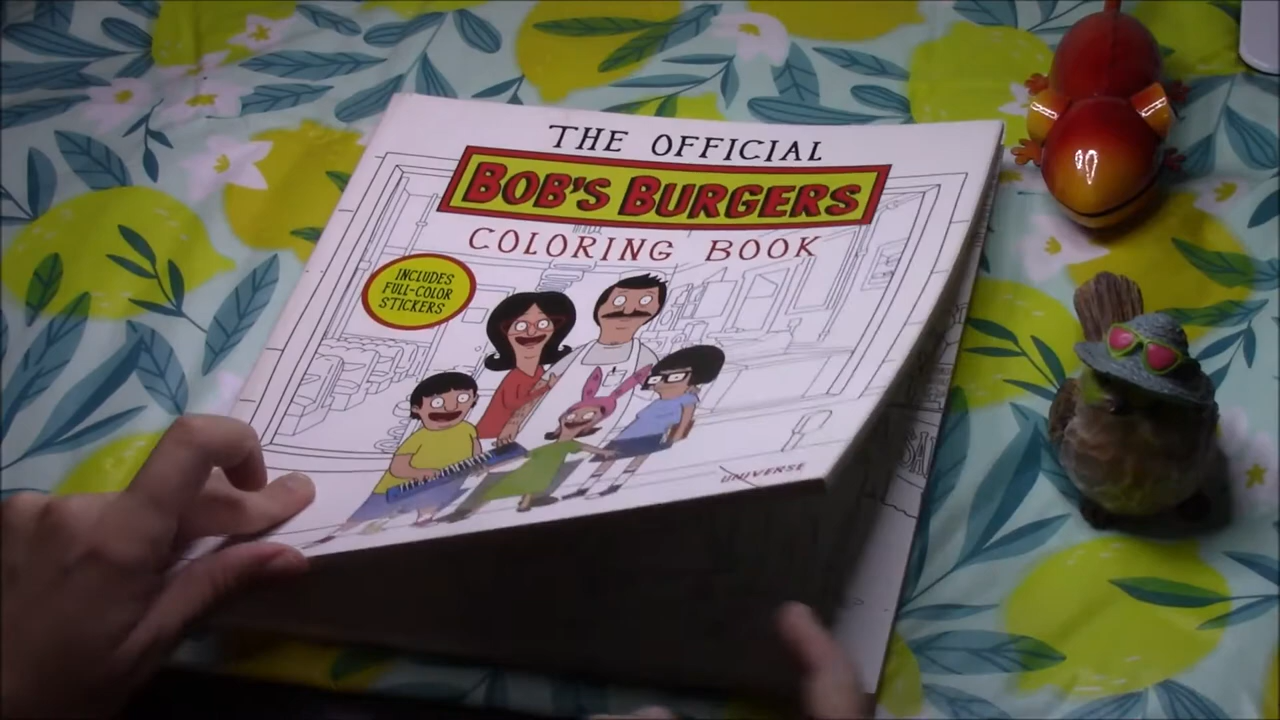 THE OFFICIAL
BOB'S BURGERS
COLORING BOOK
INCLUDES
FULL-COLOR
STICKERS
UNIVERSE